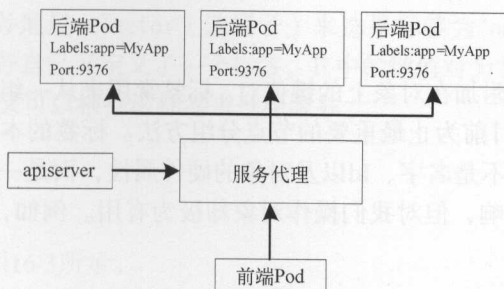 后端Pod
Labels:app=MyApp
Port:9376
后端Pod
Labels:app=MyApp
Port:9376
后端Pod
Labels:app=MyApp
Port:9376
apiserver
服务代理
前端Pod